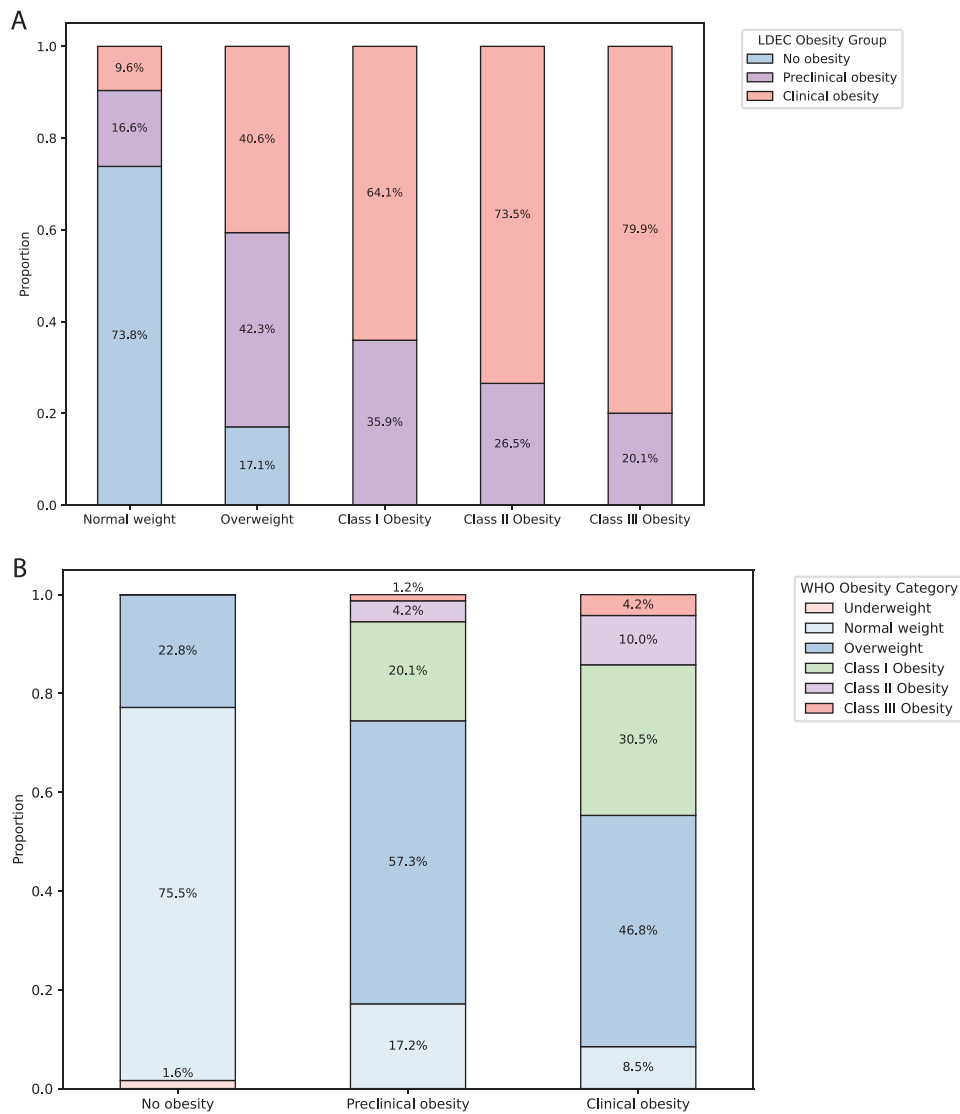 A
LDEC Obesity Group
No obesity
Preclinical obesity
Clinical obesity
Proportion
1.0
0.8
0.6
0.4
0.2
0.0
9.6%
16.6%
73.8%
40.6%
42.3%
17.1%
64.1%
35.9%
73.5%
26.5%
79.9%
20.1%
Normal weight
Overweight
Class I Obesity
Class II Obesity
Class III Obesity
B
WHO Obesity Category
Underweight
Normal weight
Overweight
Class I Obesity
Class II Obesity
Class III Obesity
Proportion
1.0
0.8
0.6
0.4
0.2
0.0
22.8%
75.5%
1.6%
1.2%
4.2%
20.1%
57.3%
17.2%
4.2%
10.0%
30.5%
46.8%
8.5%
No obesity
Preclinical obesity
Clinical obesity